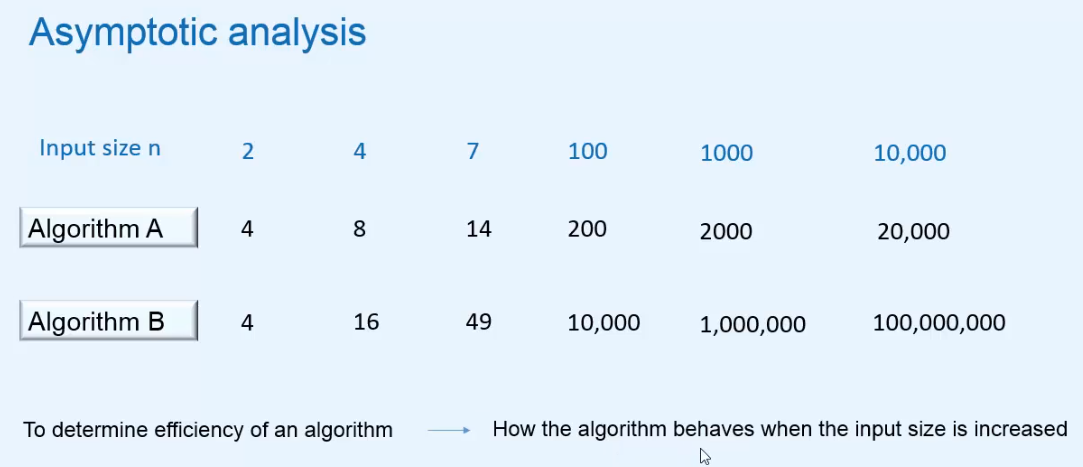 Asymptotic analysis
Input size n 2 4 7 100 1000 10,000
Algorithm A 4 8 14 200 2000 20,000
Algorithm B 4 16 49 10,000 1,000,000 100,000,000
To determine efficiency of an algorithm How the algorithm behaves when the input size is increased